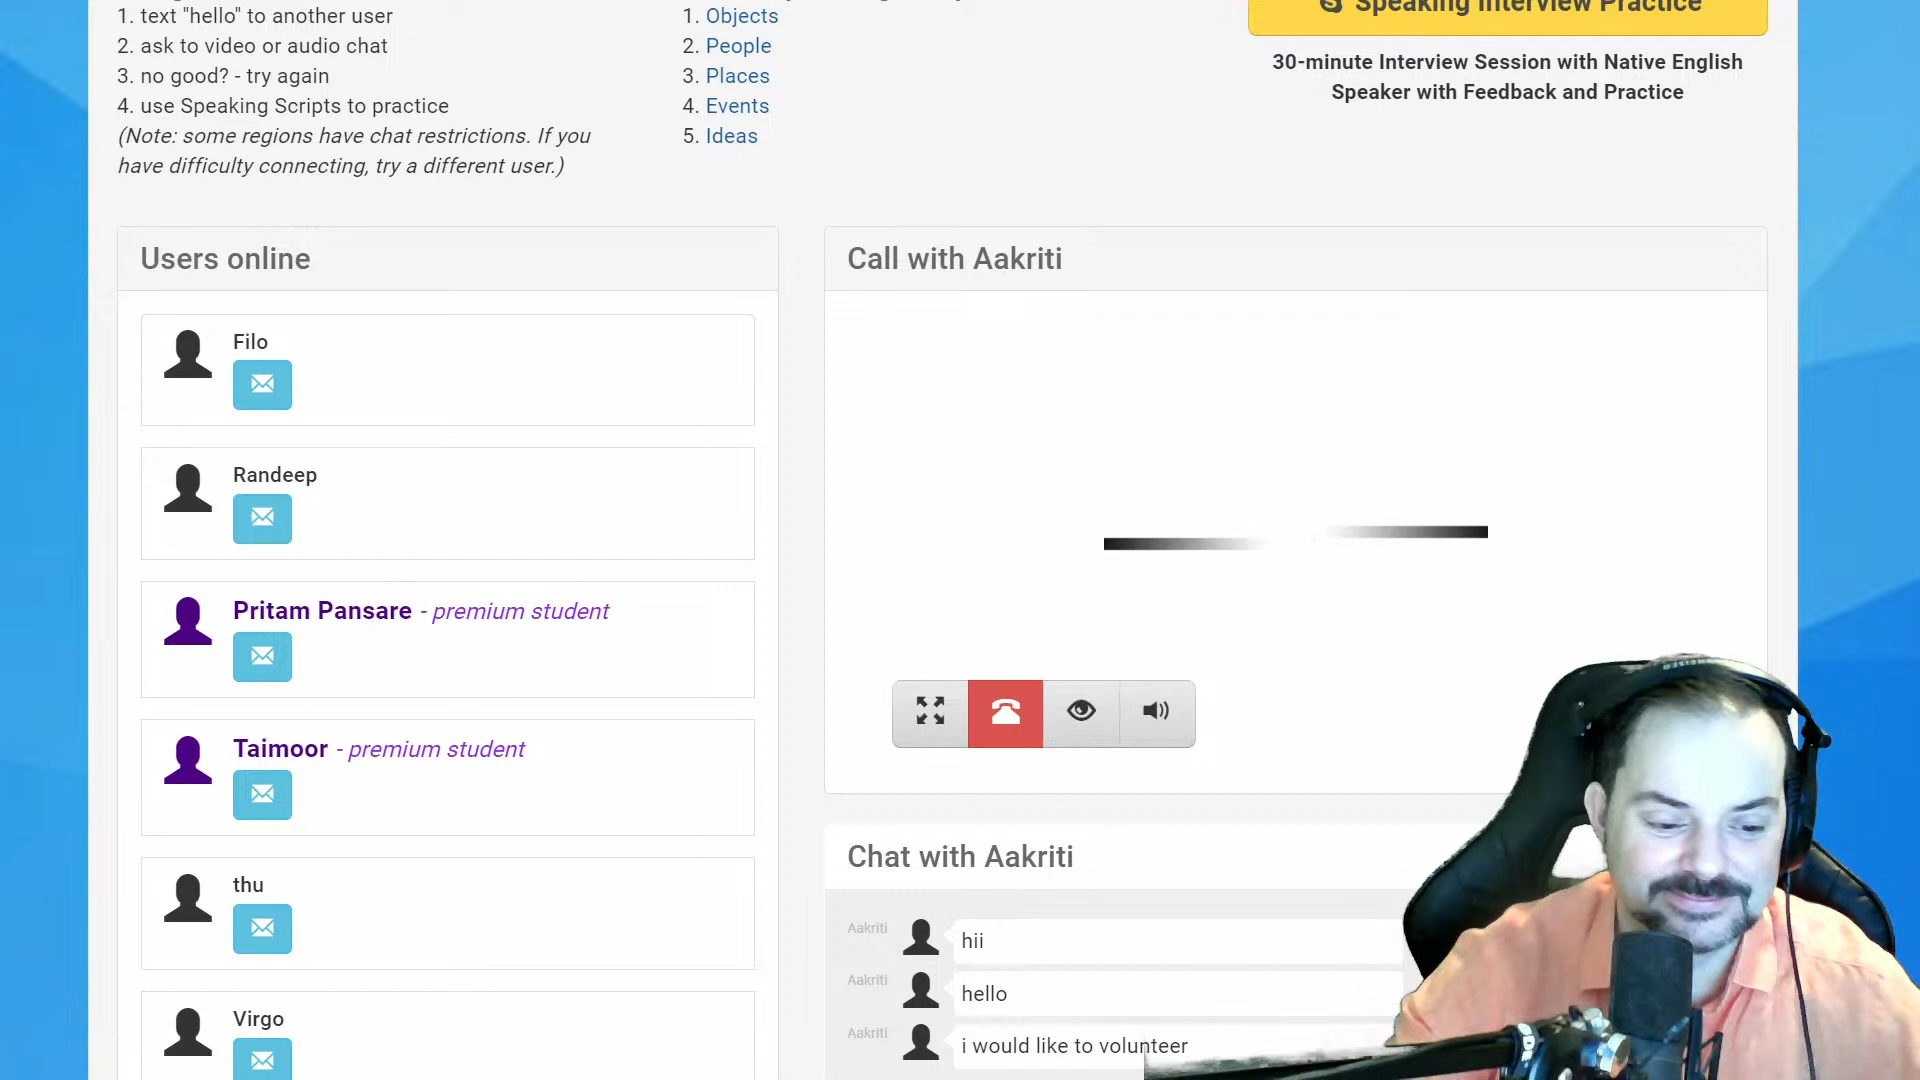 1. text "hello" to another user
2. ask to video or audio chat
3. no good? - try again
4. use Speaking Scripts to practice
(Note: some regions have chat restrictions. If you
have difficulty connecting, try a different user.)
1. Objects
2. People
3. Places
4. Events
5. Ideas
Speaking Interview Practice
30-minute Interview Session with Native English
Speaker with Feedback and Practice
Users online
Filo
Randeep
Pritam Pansare - premium student
Taimoor - premium student
thu
Virgo
Call with Aakriti
Chat with Aakriti
Aakriti hii
Aakriti hello
Aakriti i would like to volunteer